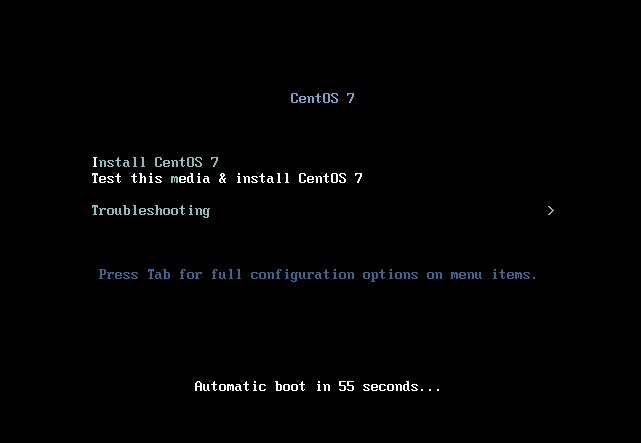 CentOS 7
Install CentOS 7
Test this media & install CentOS 7
Troubleshooting >
Press Tab for full configuration options on menu items.
Automatic boot in 55 seconds...